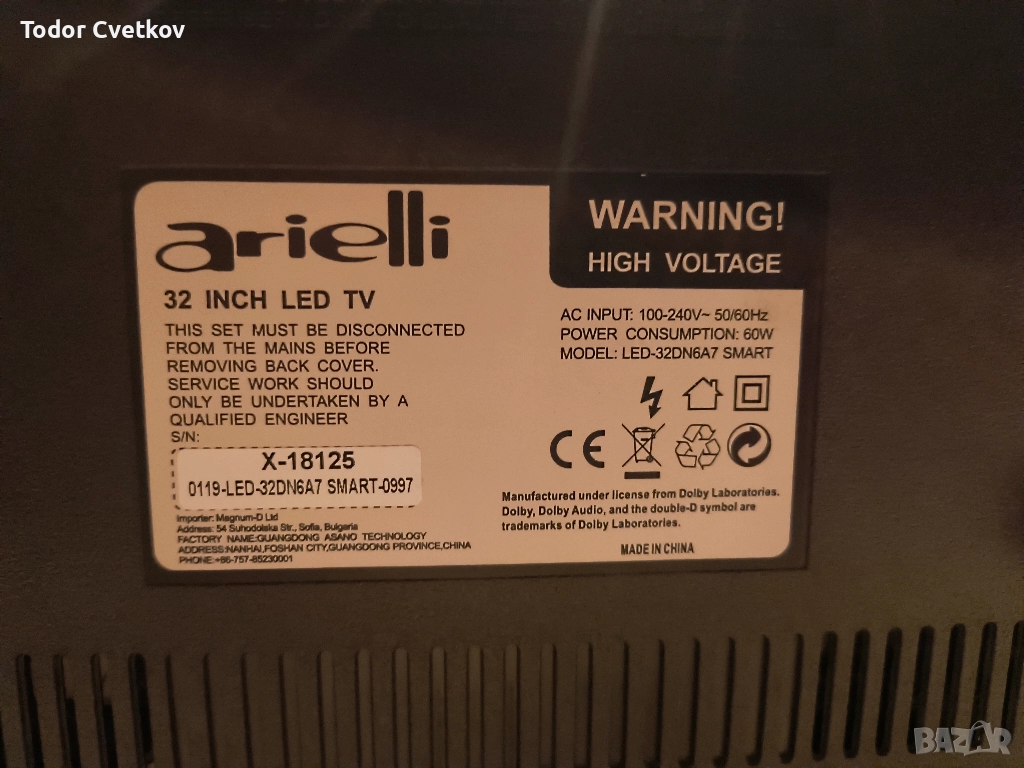 Todor Cvetkov
arielli
WARNING!
HIGH VOLTAGE
32 INCH LED TV
THIS SET MUST BE DISCONNECTED
FROM THE MAINS BEFORE
REMOVING BACK COVER.
SERVICE WORK SHOULD
ONLY BE UNDERTAKEN BY A
QUALIFIED ENGINEER
S/N:
X-18125
0119-LED-32DN6A7 SMART-0997
Importer: Magnum-D Ltd
Address: 54 Suhodolska Str., Sofia, Bulgaria
FACTORY NAME:GUANGDONG ASANO TECHNOLOGY
ADDRESS:NANHAI,FOSHAN CITY,GUANGDONG PROVINCE,CHINA
PHONE:+86-757-85230001
AC INPUT: 100-240V~ 50/60Hz
POWER CONSUMPTION: 60W
MODEL: LED-32DN6A7 SMART
CE
Manufactured under license from Dolby Laboratories.
Dolby, Dolby Audio, and the double-D symbol are
trademarks of Dolby Laboratories.
MADE IN CHINA
BAZAR